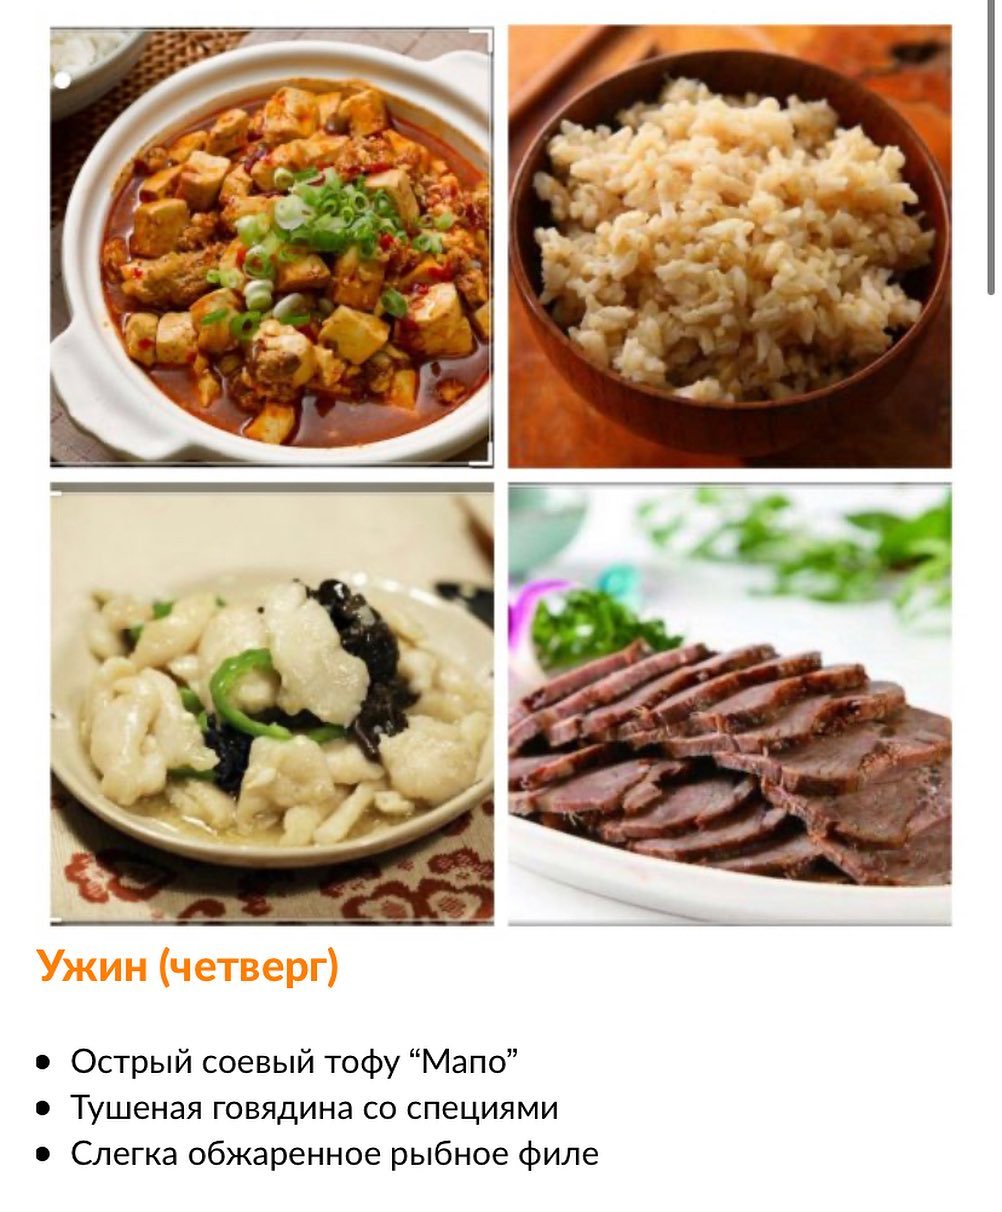 Ужин (четверг)
• Острый соевый тофу “Мапо”
• Тушеная говядина со специями
• Слегка обжаренное рыбное филе